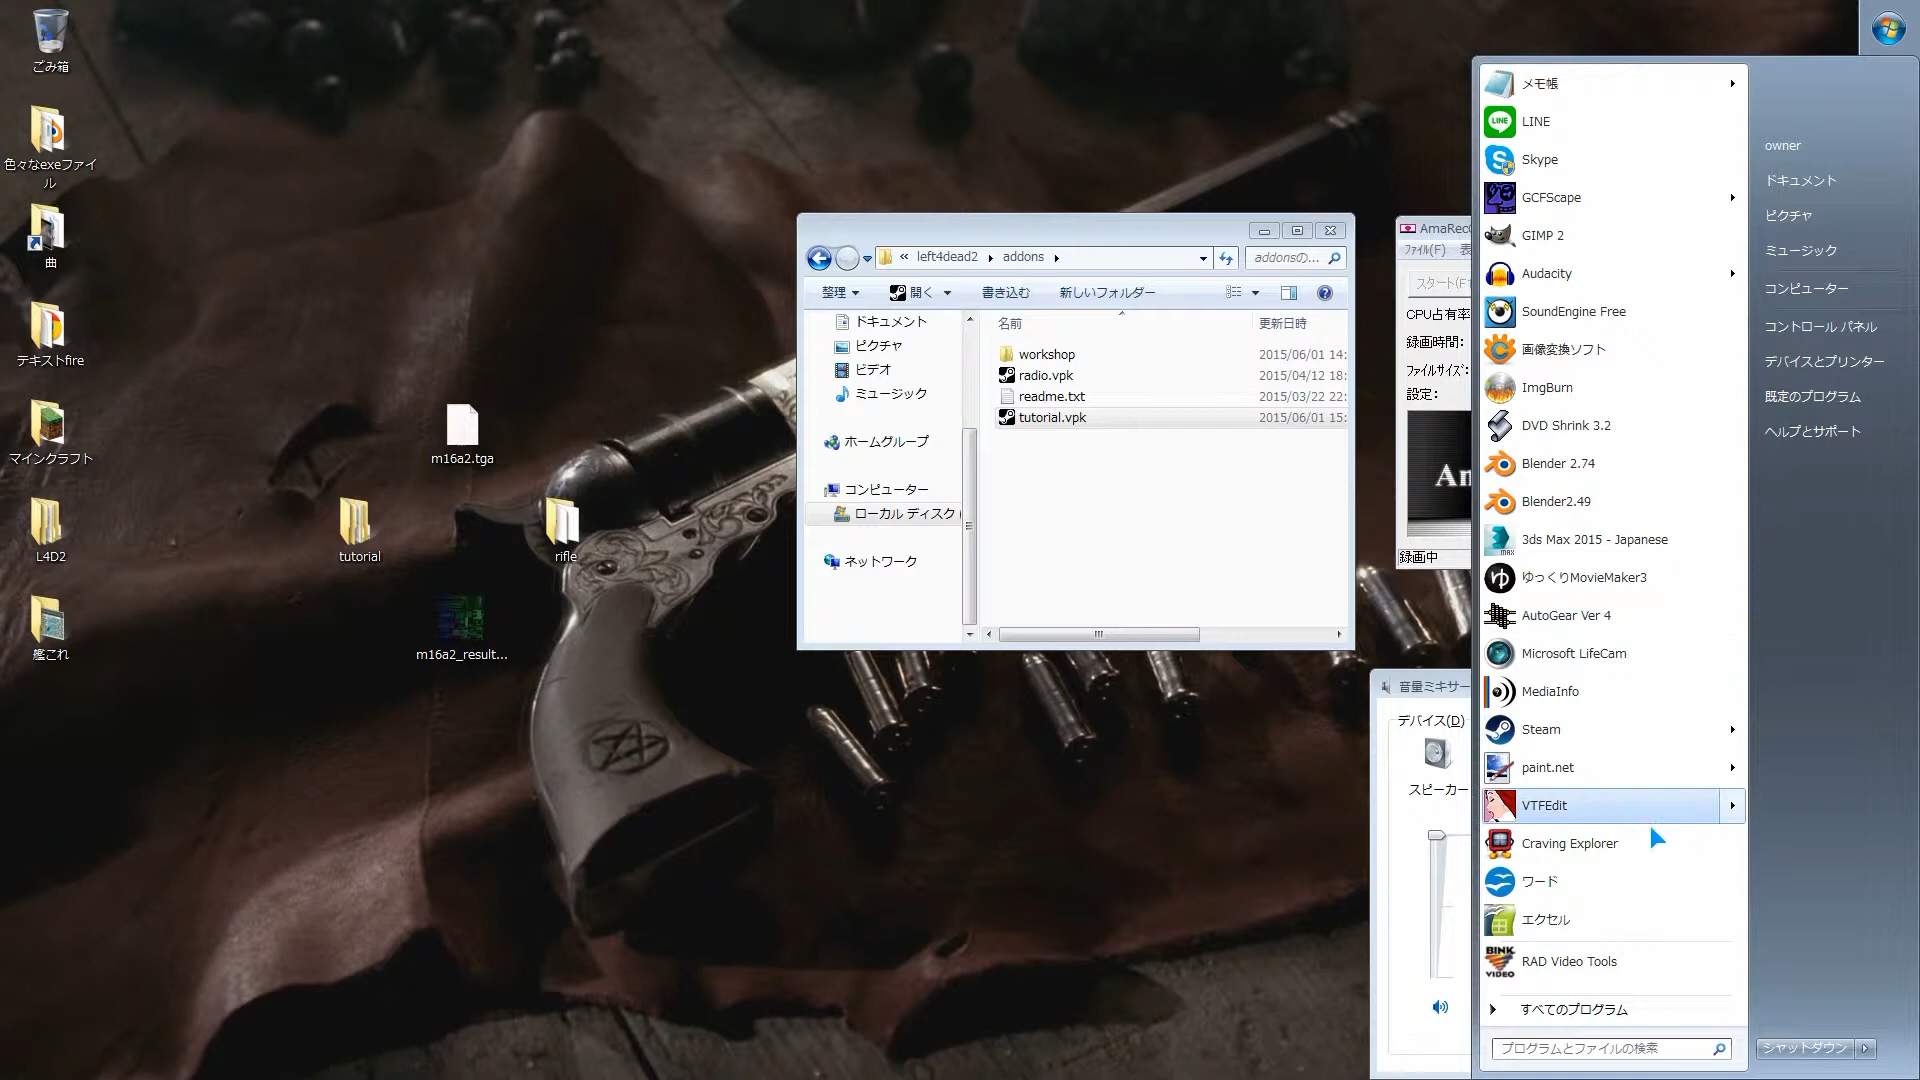 ごみ箱
色々なexeファイ
ル
曲
テキストfire
マインクラフト
L4D2
艦これ
m16a2.tga
tutorial
rifle
m16a2_result...
« left4dead2 addons
addonsの...
整理
開く
書き込む
新しいフォルダー
ドキュメント
ピクチャ
ビデオ
ミュージック
ホームグループ
コンピューター
ローカル ディスク (
ネットワーク
名前 更新日時
workshop 2015/06/01 14:
radio.vpk 2015/04/12 18:
readme.txt 2015/03/22 22:
tutorial.vpk 2015/06/01 15:
AmaRecC
ファイル(F) 表
スタート(F1
CPU占有率
録画時間:
ファイルサイズ:
設定:
Am
録画中
音量ミキサー
デバイス(D)
スピーカー
メモ帳
LINE
Skype
GCFScape
GIMP 2
Audacity
SoundEngine Free
画像変換ソフト
ImgBurn
DVD Shrink 3.2
Blender 2.74
Blender2.49
3ds Max 2015 - Japanese
ゆっくりMovieMaker3
AutoGear Ver 4
Microsoft LifeCam
MediaInfo
Steam
paint.net
VTFEdit
Craving Explorer
ワード
エクセル
BINK
VIDEO
RAD Video Tools
すべてのプログラム
プログラムとファイルの検索
owner
ドキュメント
ピクチャ
ミュージック
コンピューター
コントロール パネル
デバイスとプリンター
既定のプログラム
ヘルプとサポート
シャットダウン